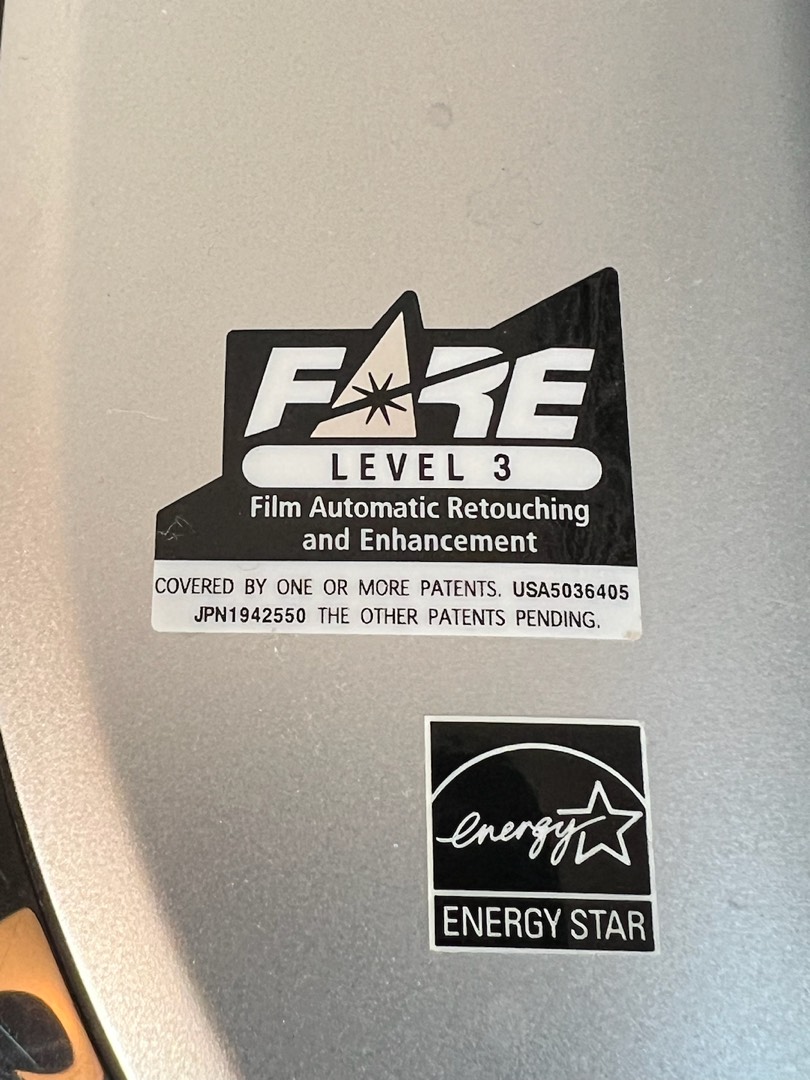 FARE
LEVEL 3
Film Automatic Retouching
and Enhancement
COVERED BY ONE OR MORE PATENTS. USA5036405
JPN1942550 THE OTHER PATENTS PENDING.
energy
ENERGY STAR